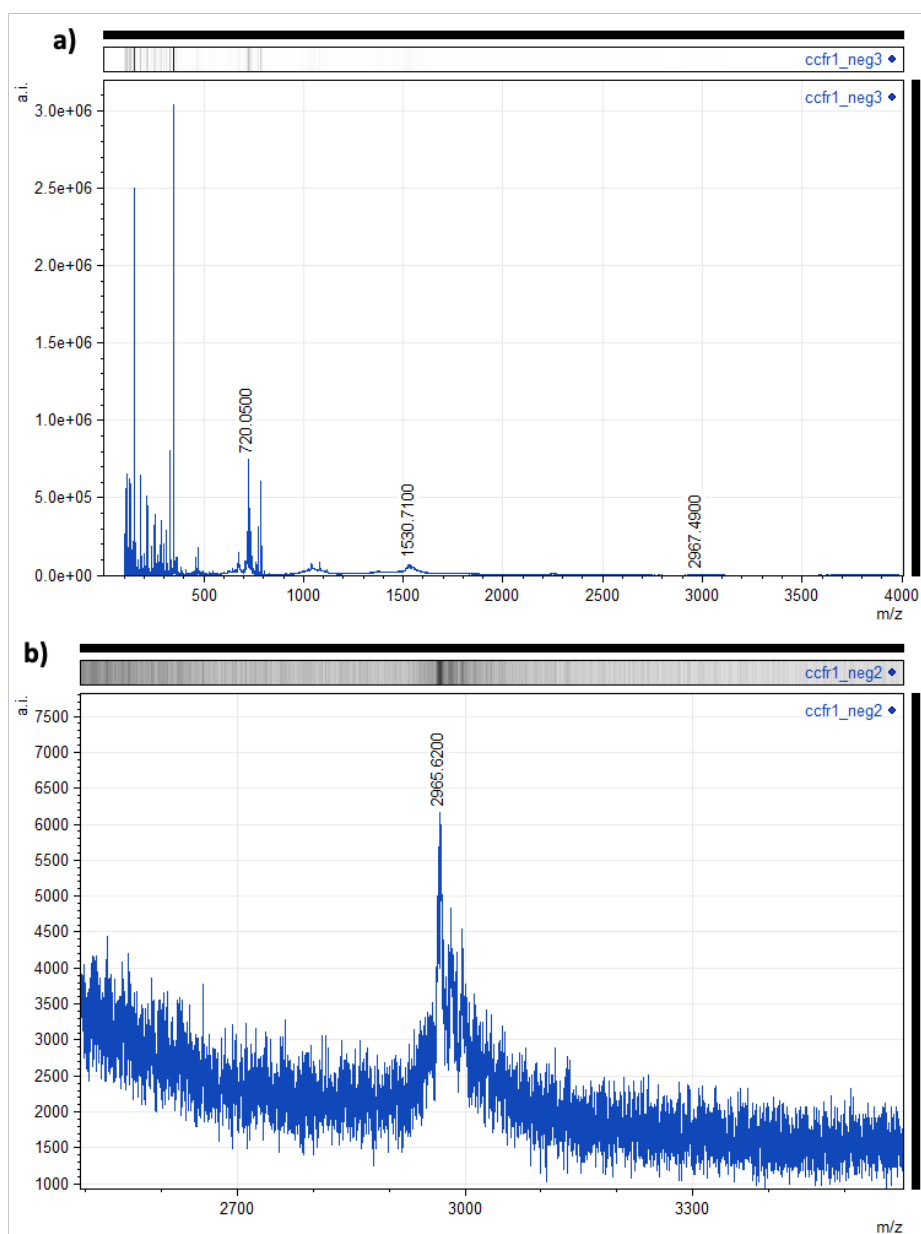 a)
ccfr1_neg3
ccfr1_neg3
a.i.
3.0e+06
2.5e+06
2.0e+06
1.5e+06
1.0e+06
5.0e+05
0.0e+00
720.0500
1530.7100
2967.4900
500 1000 1500 2000 2500 3000 3500 4000
m/z
b)
ccfr1_neg2
ccfr1_neg2
a.i.
7500
7000
6500
6000
5500
5000
4500
4000
3500
3000
2500
2000
1500
1000
2965.6200
2700 3000 3300
m/z